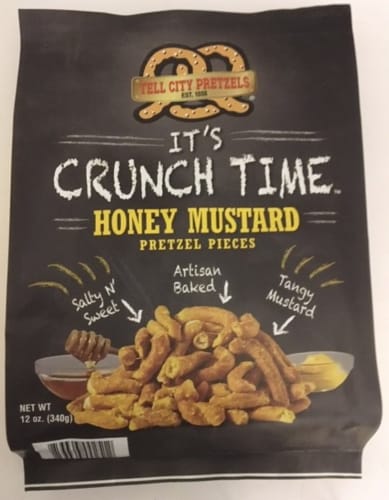 TELL CITY PRETZELS
EST. 1858
IT'S
CRUNCH TIME™
HONEY MUSTARD
PRETZEL PIECES
Salty N'
Sweet
Artisan
Baked
Tangy
Mustard
NET WT
12 oz. (340g)